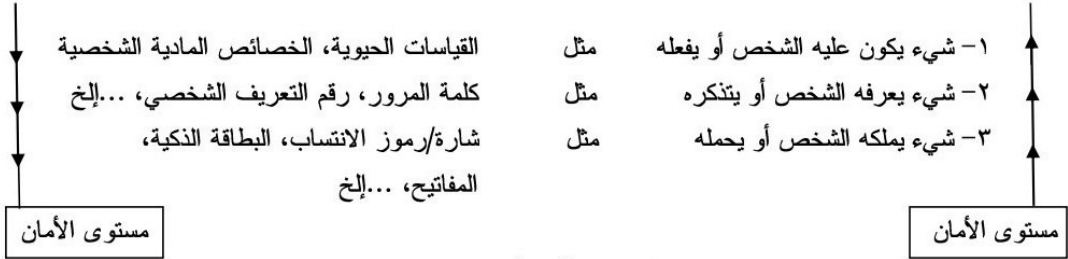 ١- شيء يكون عليه الشخص أو يفعله مثل القياسات الحيوية، الخصائص المادية الشخصية
٢- شيء يعرفه الشخص أو يتذكره مثل كلمة المرور، رقم التعريف الشخصي، ...إلخ
٣- شيء يملكه الشخص أو يحمله مثل شارة/رموز الانتساب، البطاقة الذكية،
المفاتيح، ...إلخ
مستوى الأمان
مستوى الأمان